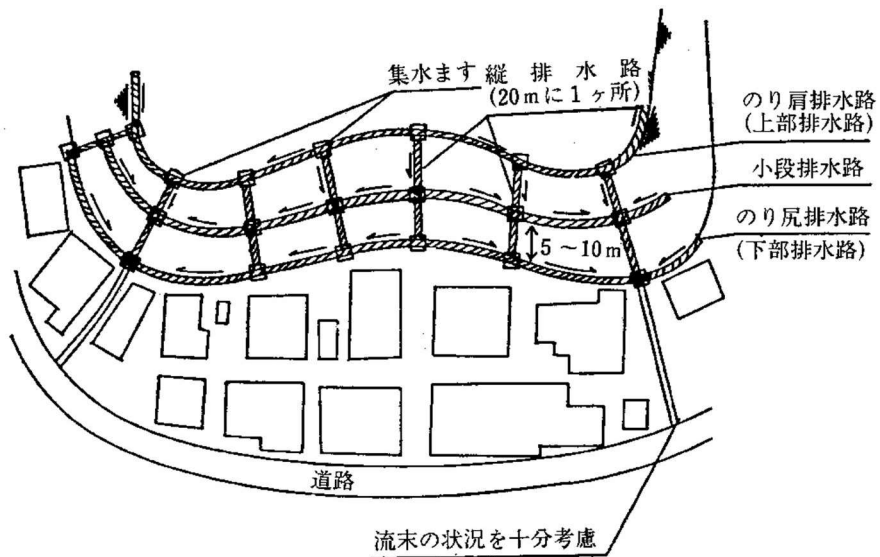 集水ます
縦排水路
(20mに1ヶ所)
のり肩排水路
(上部排水路)
小段排水路
のり尻排水路
(下部排水路)
5～10m
道路
流末の状況を十分考慮